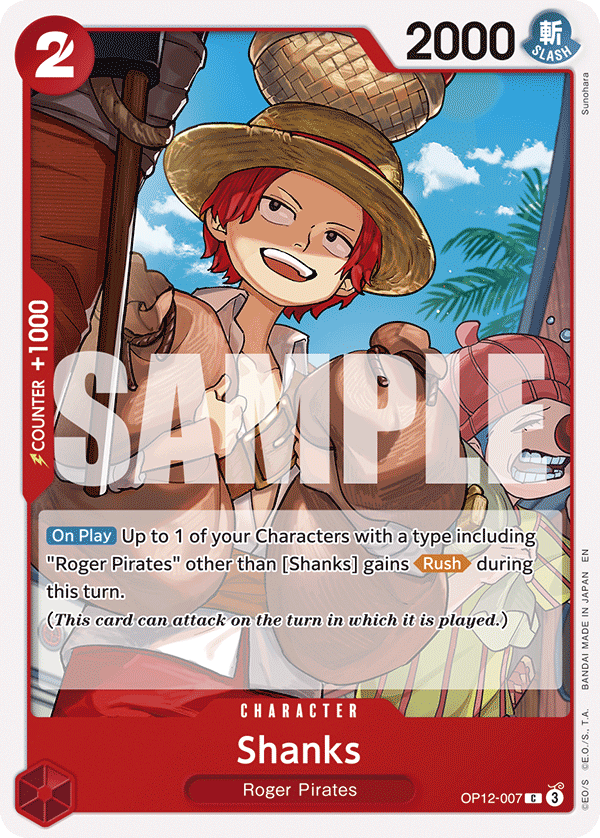 2
2000
斬
SLASH
Sunohara
COUNTER +1000
SAMPLE
On Play Up to 1 of your Characters with a type including
"Roger Pirates" other than [Shanks] gains Rush during
this turn.
(This card can attack on the turn in which it is played.)
CHARACTER
Shanks
Roger Pirates
OP12-007 C 3
©EO/S ©E.O./S., T.A. BANDAI MADE IN JAPAN EN